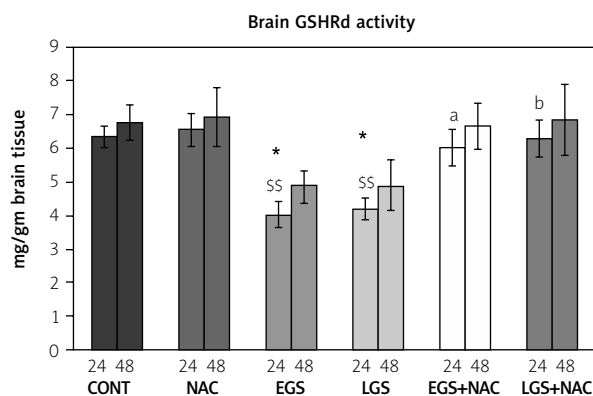 Brain GSHRd activity
mg/gm brain tissue
9
8
7
6
5
4
3
2
1
0
*
*
$$
$$
a
b
24 48 24 48 24 48 24 48 24 48 24 48
CONT NAC EGS LGS EGS+NAC LGS+NAC